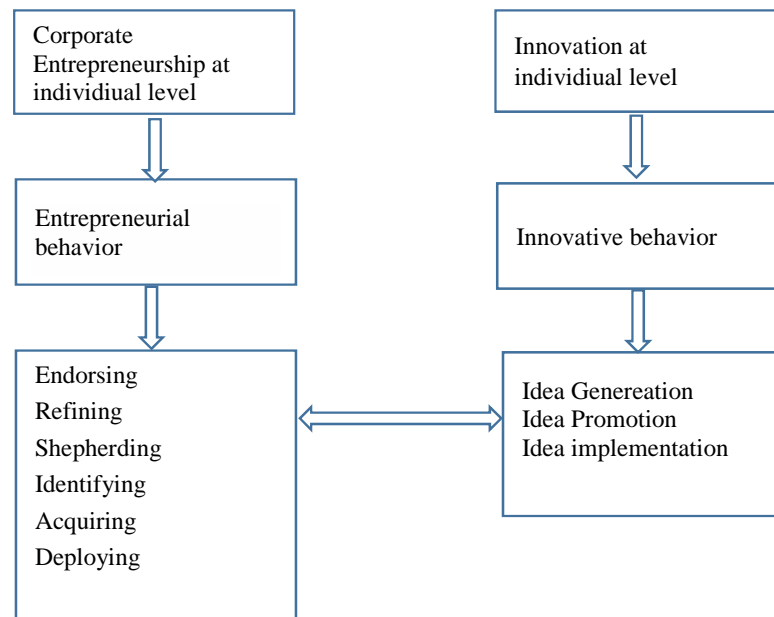 Corporate
Entrepreneurship at
individiual level
Innovation at
individiual level
Entrepreneurial
behavior
Innovative behavior
Endorsing
Refining
Shepherding
Identifying
Acquiring
Deploying
Idea Genereation
Idea Promotion
Idea implementation